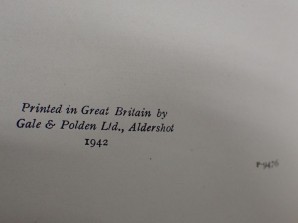 Printed in Great Britain by
Gale & Polden Ltd., Aldershot
1942